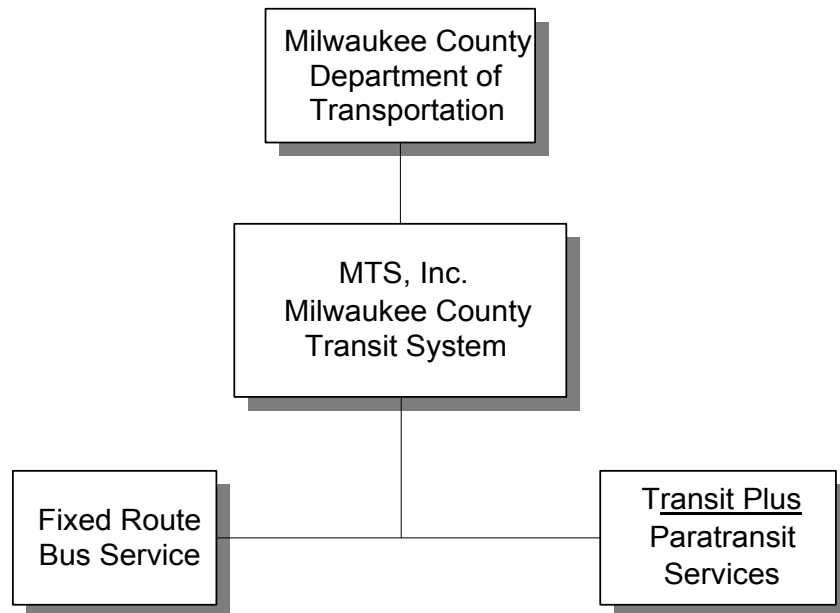 Milwaukee County
Department of
Transportation
MTS, Inc.
Milwaukee County
Transit System
Fixed Route
Bus Service
Transit Plus
Paratransit
Services